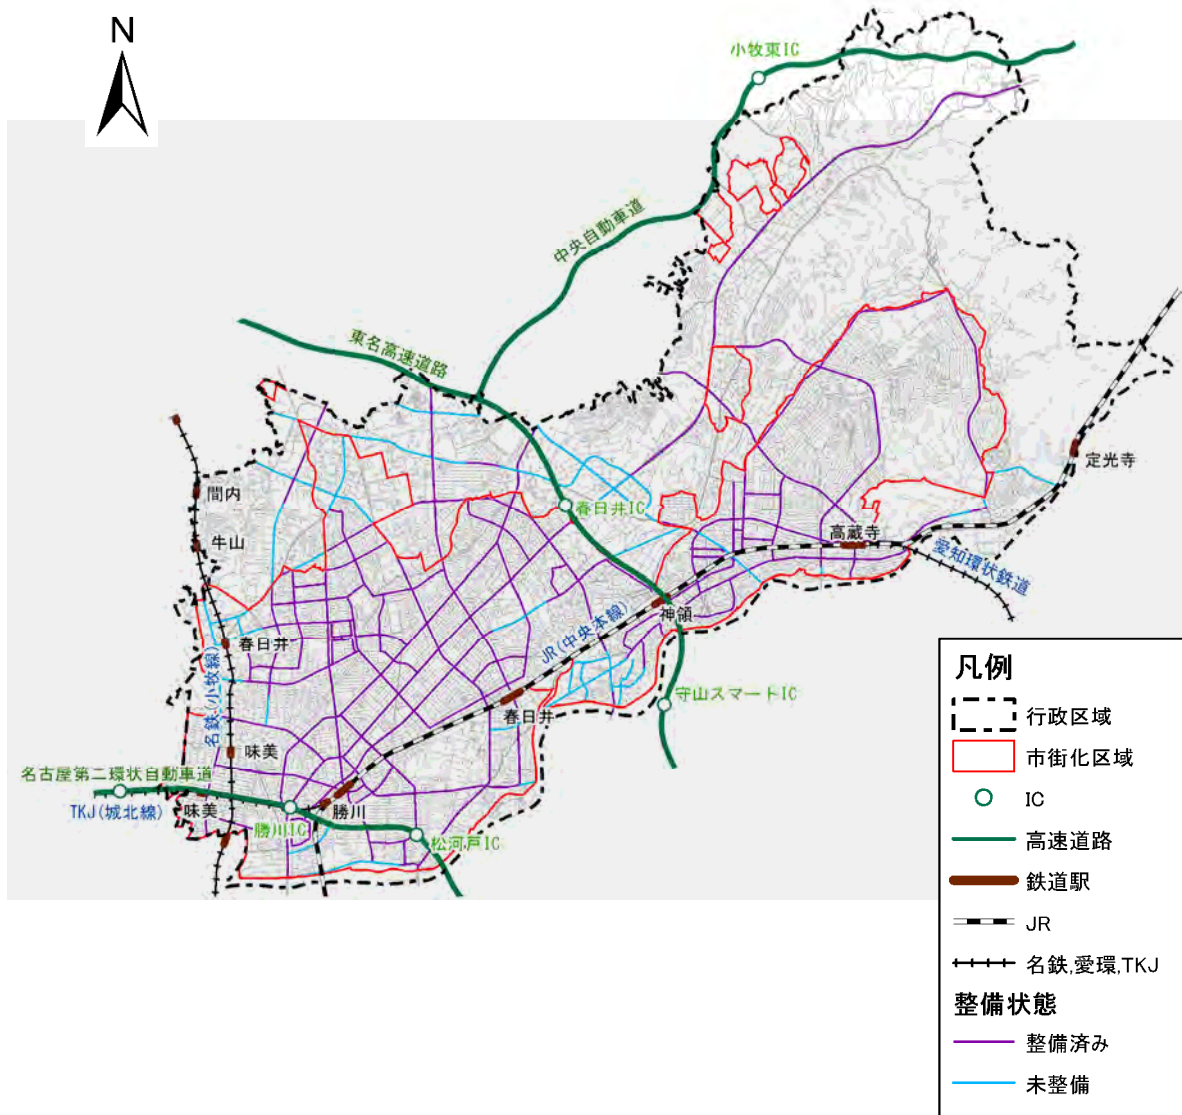 N
小牧東IC
中央自動車道
東名高速道路
定光寺
間内
春日井IC
牛山
高蔵寺
愛知環状鉄道
神領
JR(中央本線)
春日井
名鉄(小牧線)
守山スマートIC
春日井
味美
名古屋第二環状自動車道
TKJ(城北線)
味美
勝川
勝川IC
松河戸IC
凡例
行政区域
市街化区域
IC
高速道路
鉄道駅
JR
名鉄,愛環,TKJ
整備状態
整備済み
未整備